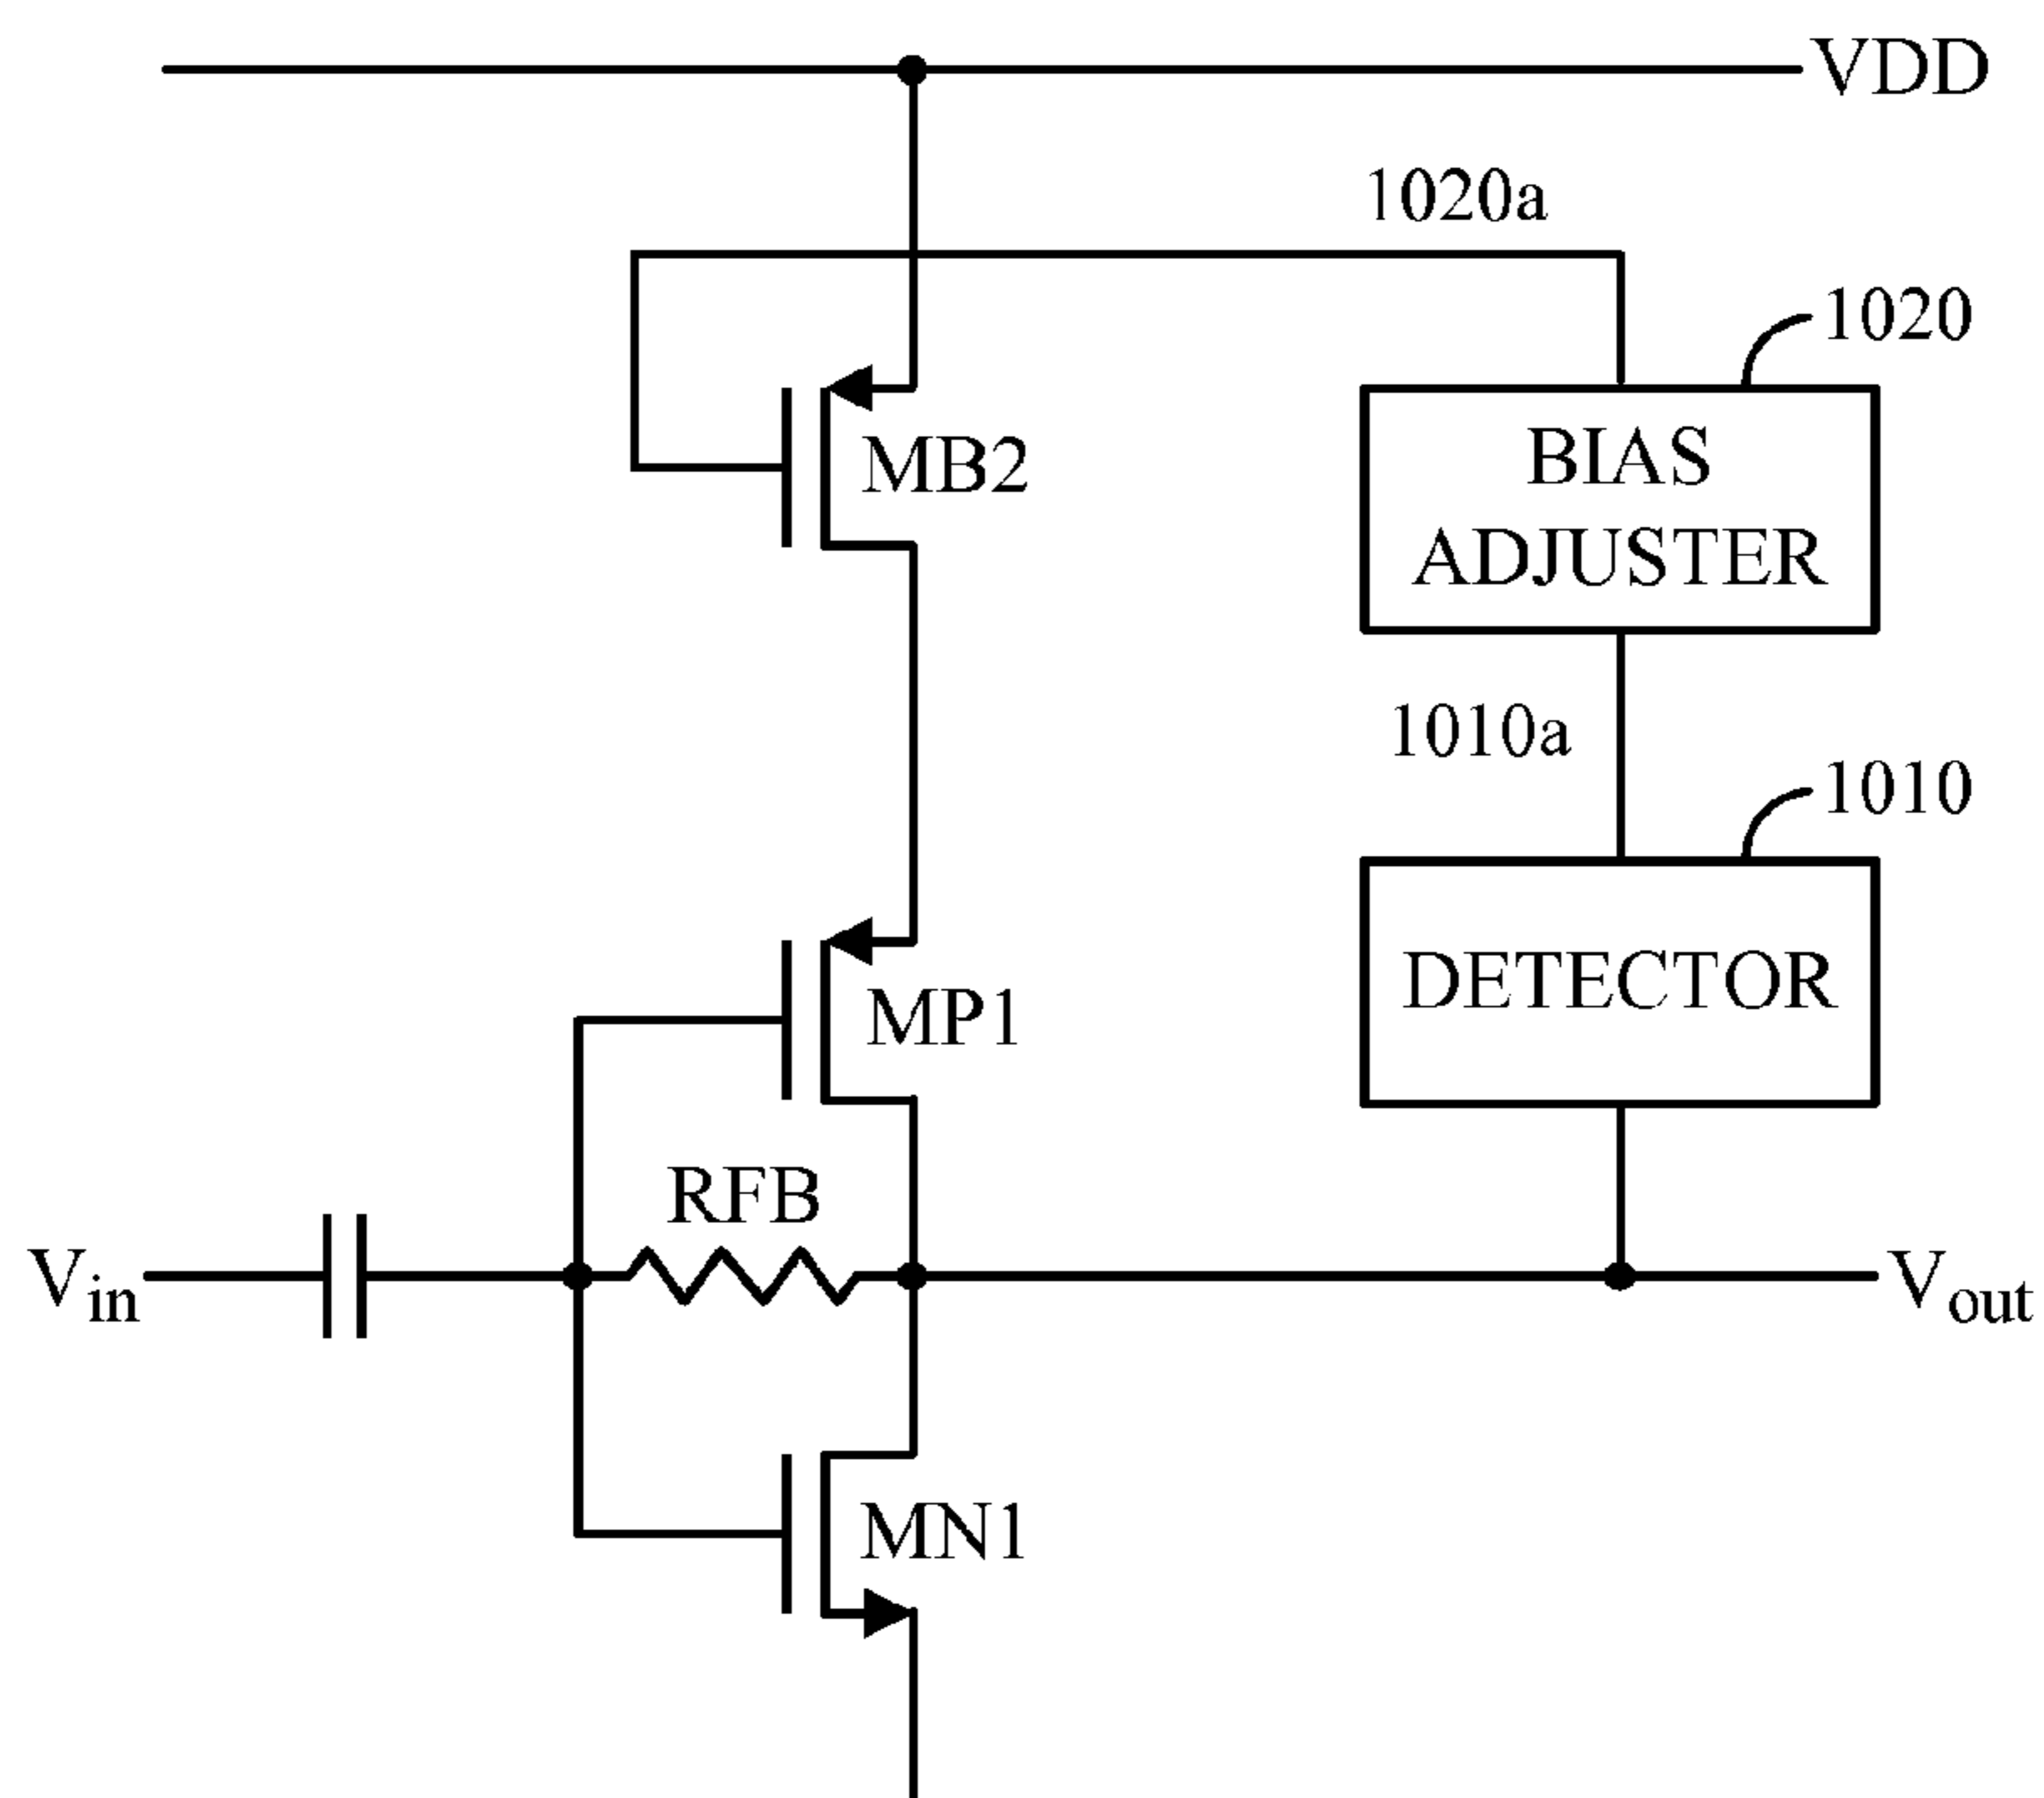 VDD
1020a
1020
MB2
BIAS
ADJUSTER
1010a
1010
MP1
DETECTOR
RFB
Vin
Vout
MN1